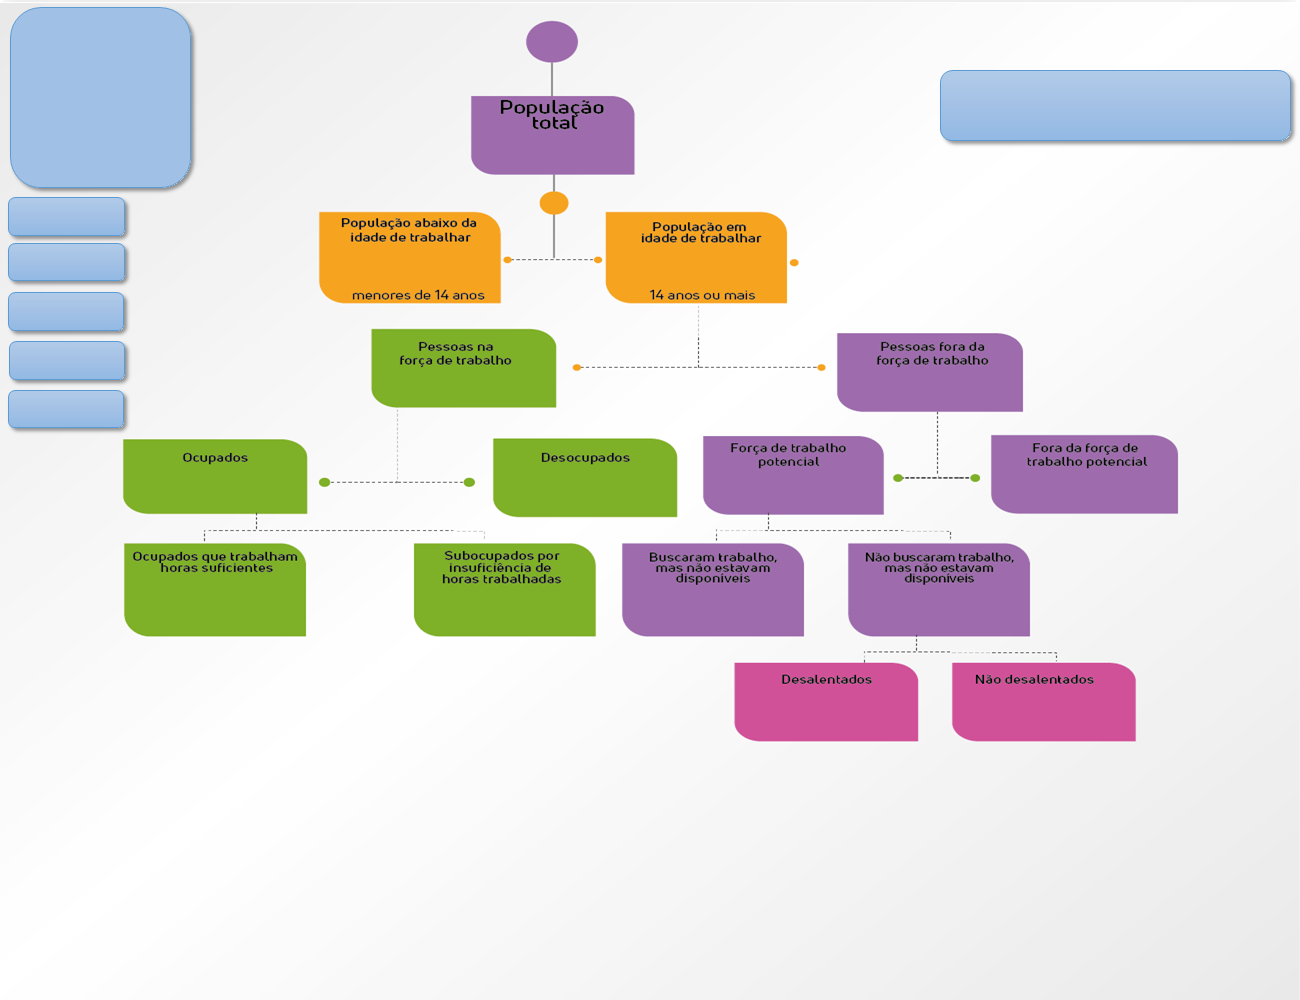 População
total
População abaixo da
idade de trabalhar
menores de 14 anos
População em
idade de trabalhar
14 anos ou mais
Pessoas na
força de trabalho
Pessoas fora da
força de trabalho
Ocupados
Desocupados
Força de trabalho
potencial
Fora da força de
trabalho potencial
Ocupados que trabalham
horas suficientes
Subocupados por
insuficiência de
horas trabalhadas
Buscaram trabalho,
mas não estavam
disponíveis
Não buscaram trabalho,
mas não estavam
disponíveis
Desalentados
Não desalentados